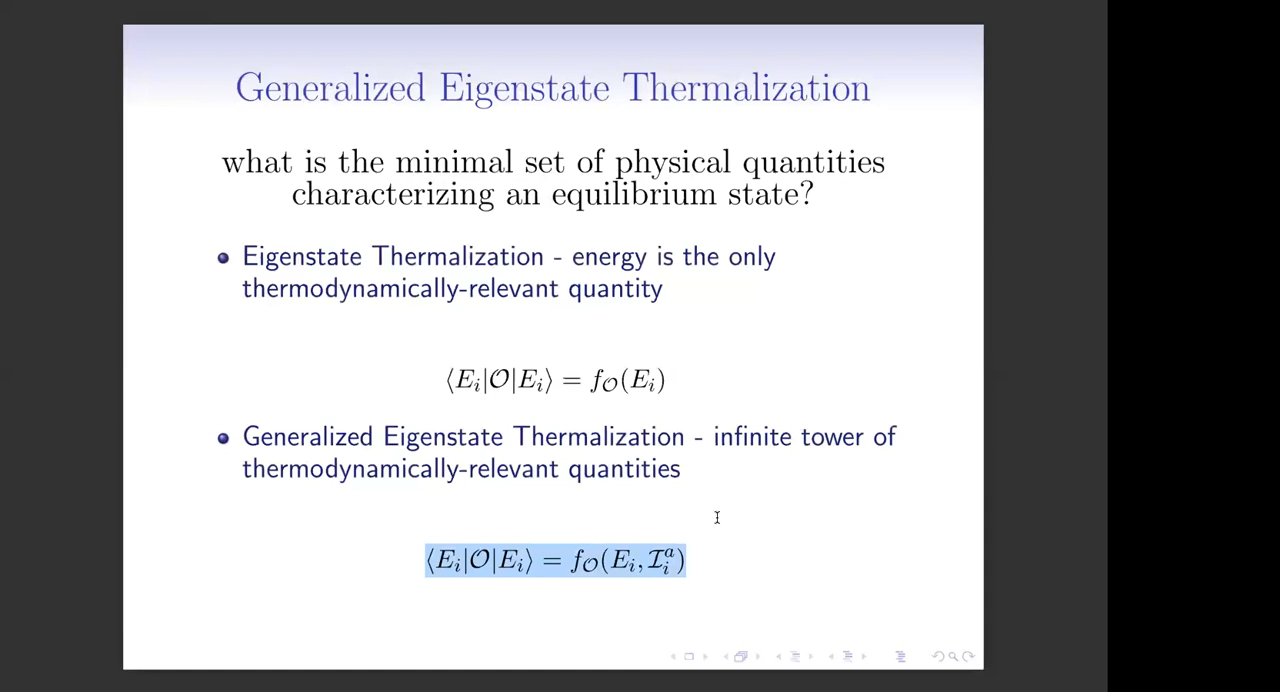 Generalized Eigenstate Thermalization
what is the minimal set of physical quantities
characterizing an equilibrium state?
Eigenstate Thermalization - energy is the only
thermodynamically-relevant quantity
⟨E_i|𝒪|E_i⟩ = f_𝒪(E_i)
Generalized Eigenstate Thermalization - infinite tower of
thermodynamically-relevant quantities
⟨E_i|𝒪|E_i⟩ = f_𝒪(E_i, ℐ_i^a)